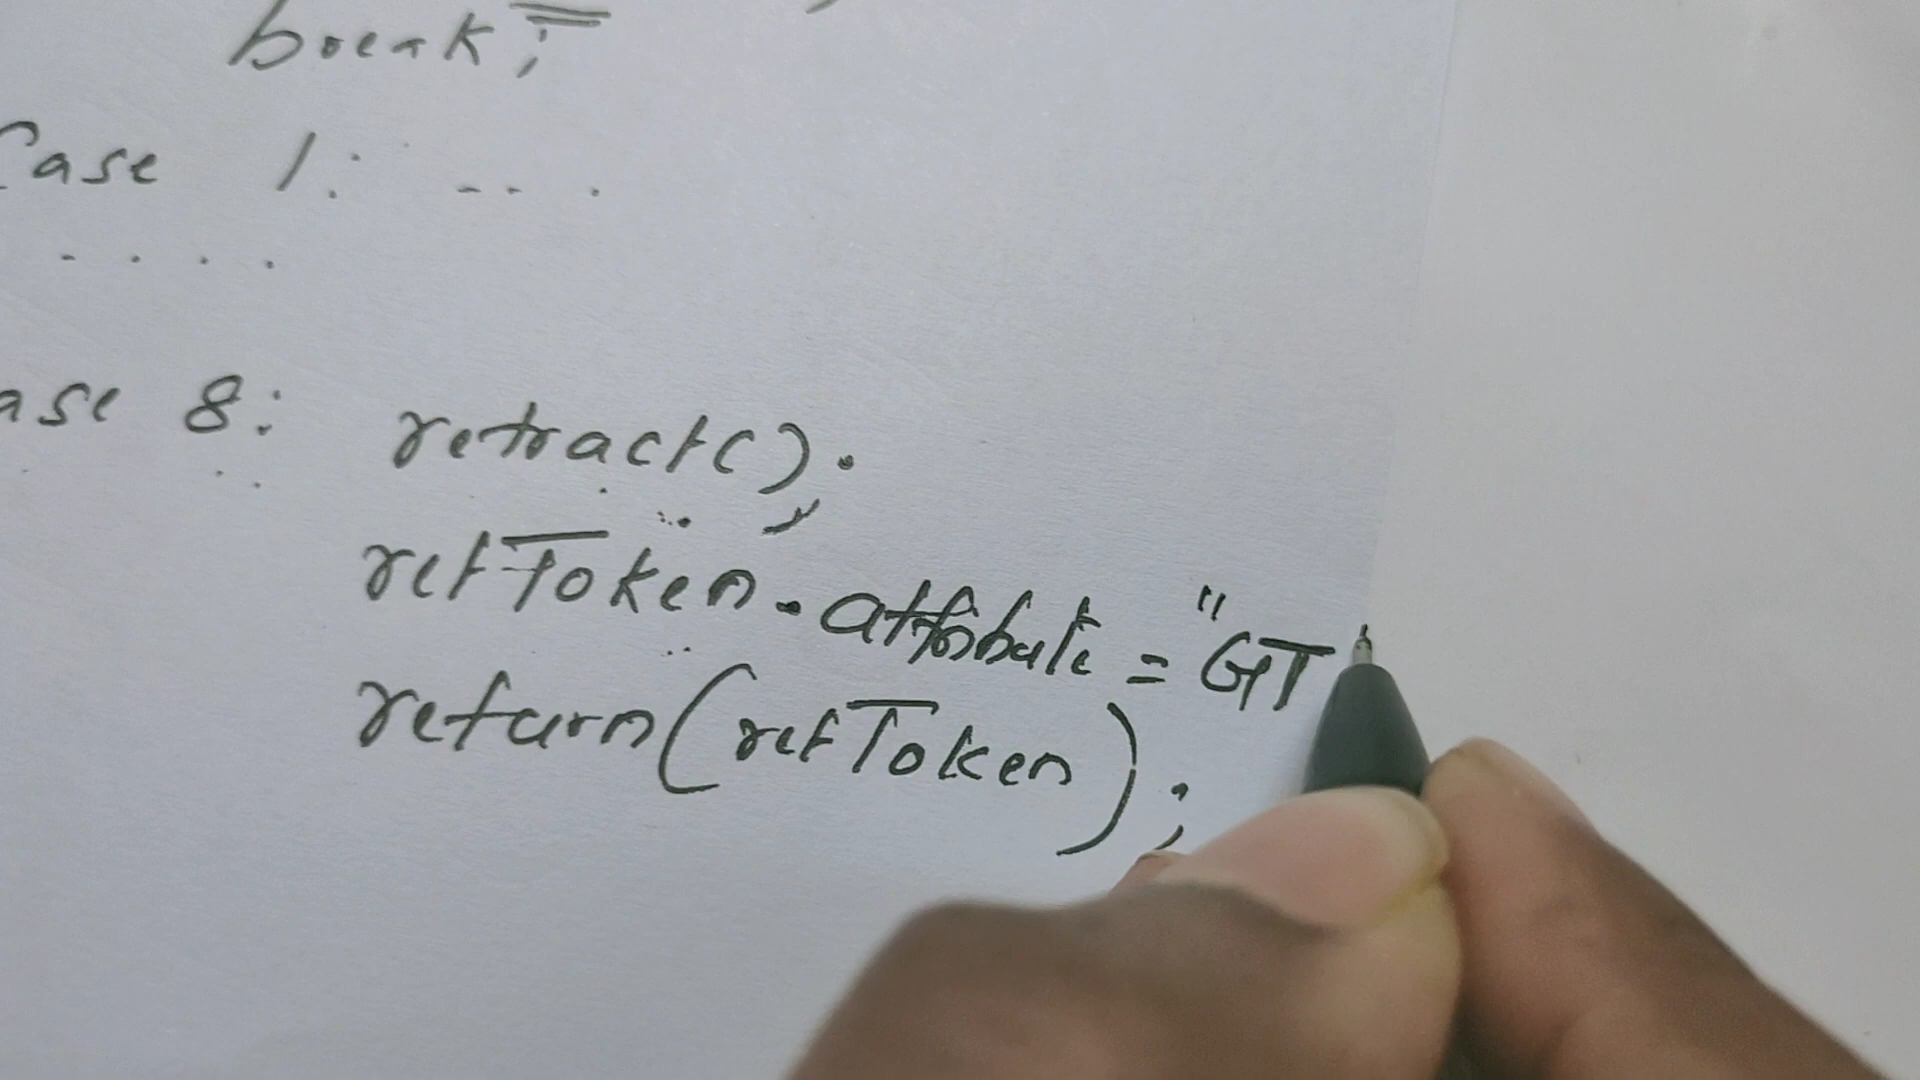 break;
Case 1: ....
....
ase 8: retract();
retToken.attribute = "GT
return(retToken);